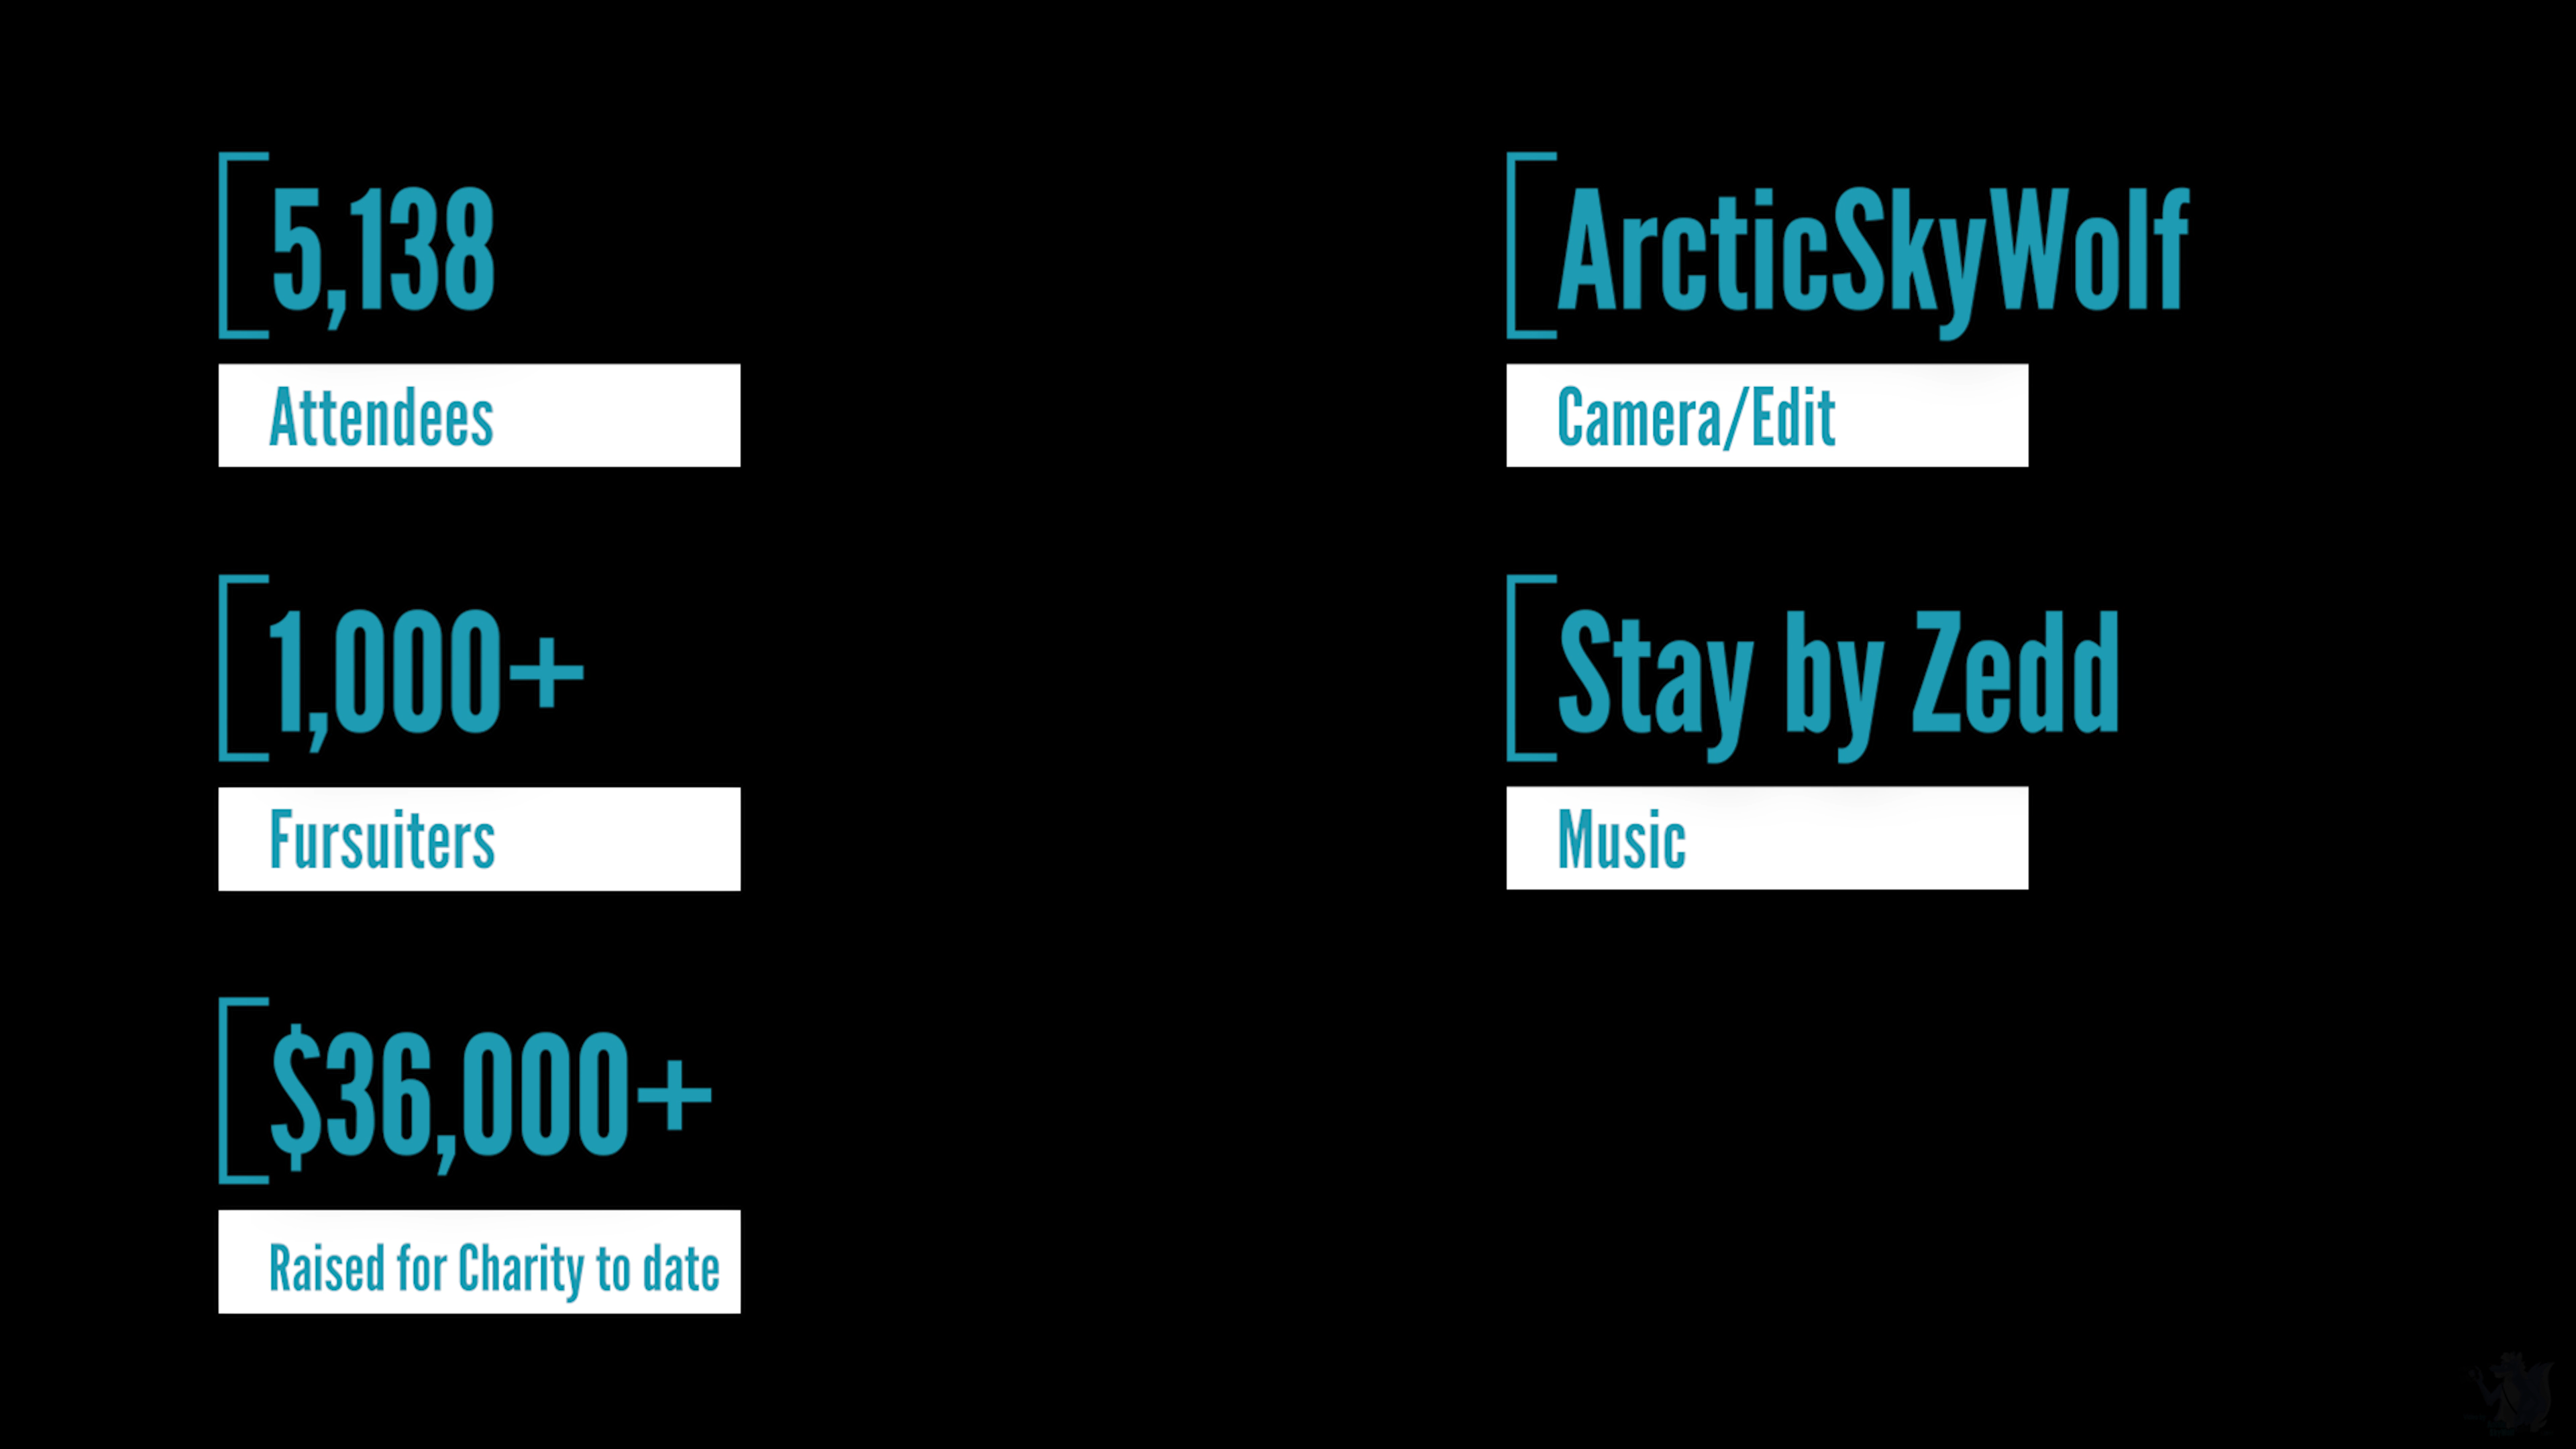 5,138
Attendees
1,000+
Fursuiters
$36,000+
Raised for Charity to date
ArcticSkyWolf
Camera/Edit
Stay by Zedd
Music